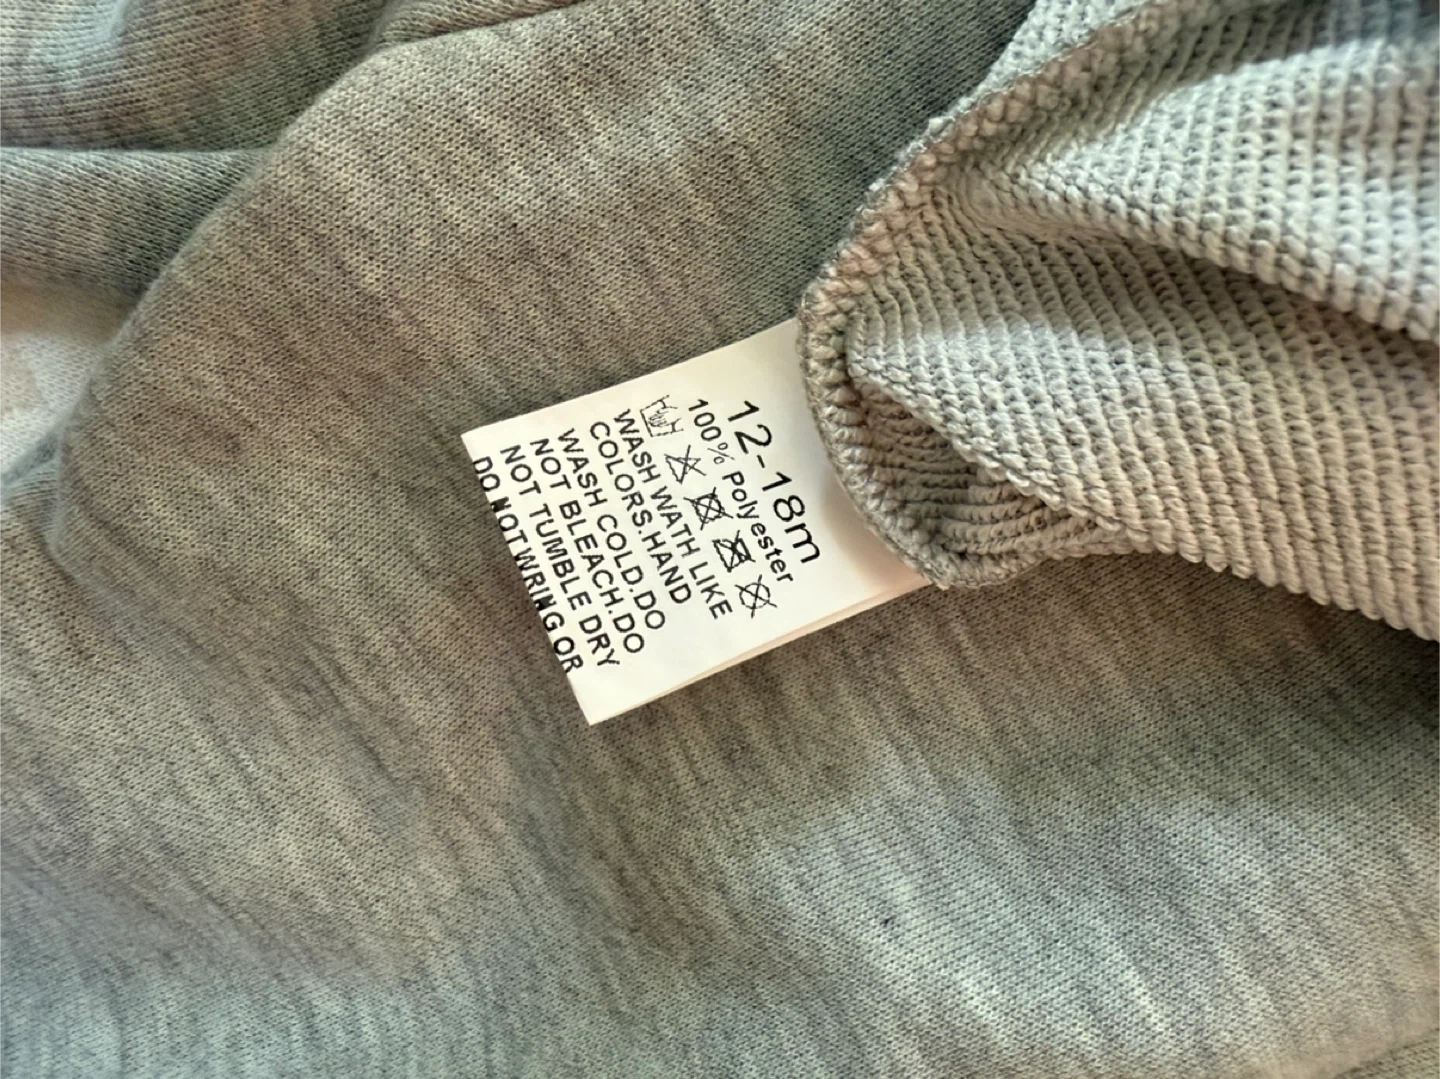 12-18m
100% Polyester
WASH WATH LIKE
COLORS.HAND
WASH COLD.DO
NOT BLEACH.DO
NOT TUMBLE DRY
DO NOT WRING OR